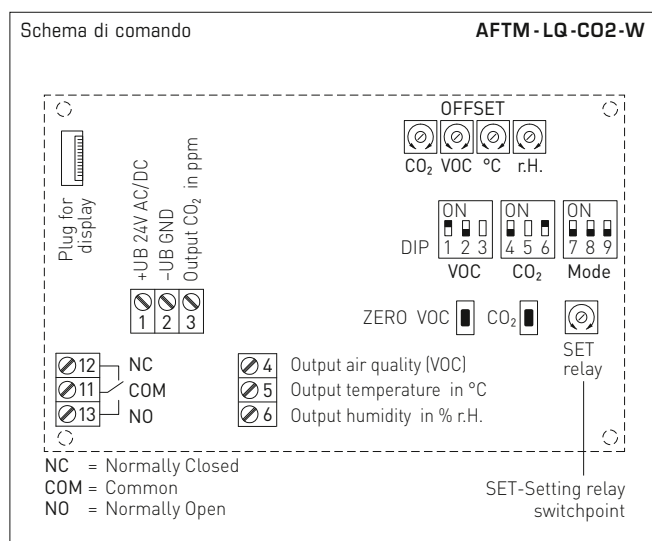 Schema di comando
AFTM-LQ-CO2-W
OFFSET
CO₂ VOC °C r.H.
Plug for
display
+UB 24V AC/DC
-UB GND
Output CO₂ in ppm
1 2 3
ON ON ON
DIP 1 2 3 4 5 6 7 8 9
VOC CO₂ Mode
ZERO VOC CO₂
SET
relay
12 NC
11 COM
13 NO
4 Output air quality (VOC)
5 Output temperature in °C
6 Output humidity in % r.H.
NC = Normally Closed
COM = Common
NO = Normally Open
SET-Setting relay
switchpoint